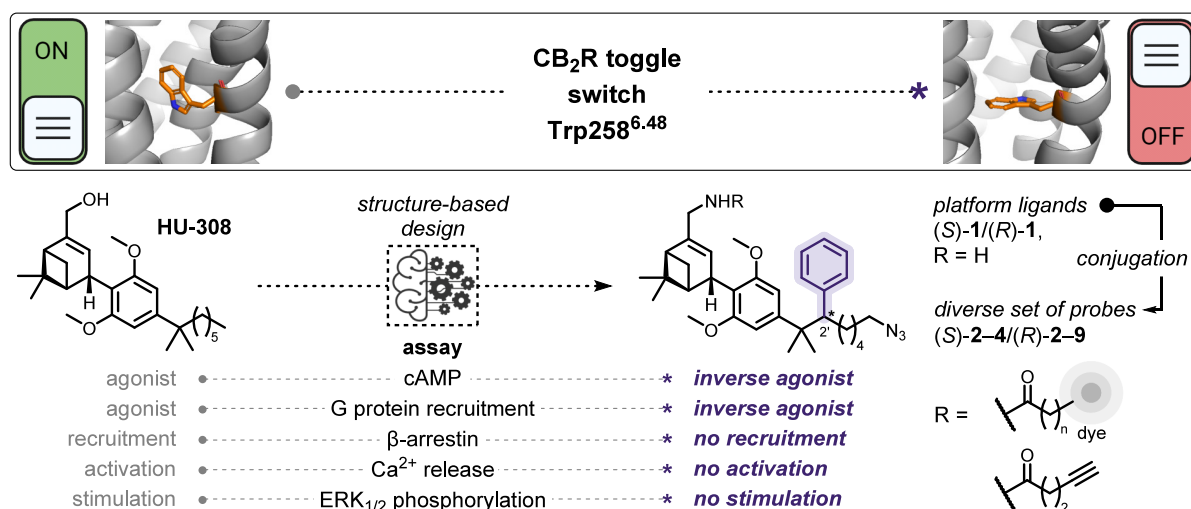 ON
CB₂R toggle
switch
Trp258⁶·⁴⁸
*
OFF
OH
HU-308
O
H
O
5
structure-based
design
assay
NHR
O
H
O
*
2'
4
N₃
platform ligands
(S)-1/(R)-1,
R = H
conjugation
diverse set of probes
(S)-2–4/(R)-2–9
agonist
cAMP
* inverse agonist
agonist
G protein recruitment
* inverse agonist
recruitment
β-arrestin
* no recruitment
activation
Ca²⁺ release
* no activation
stimulation
ERK₁/₂ phosphorylation
* no stimulation
R =
O
n
dye
O
2